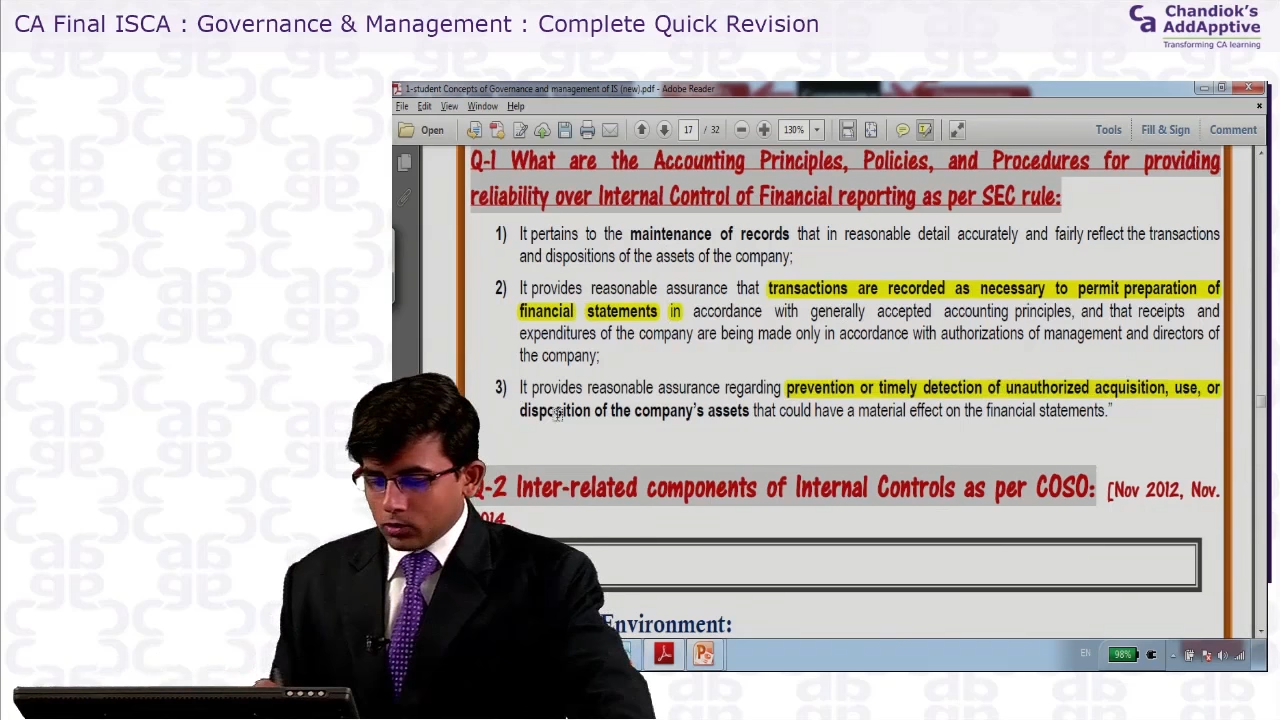 CA Final ISCA : Governance & Management : Complete Quick Revision
Ca
Chandiok's
AddApptive
Transforming CA learning
1-student Concepts of Governance and management of IS (new).pdf - Adobe Reader
File Edit View Window Help
Open 17 / 32 130% Tools Fill & Sign Comment
Q-1 What are the Accounting Principles, Policies, and Procedures for providing
reliability over Internal Control of Financial reporting as per SEC rule:
1) It pertains to the maintenance of records that in reasonable detail accurately and fairly reflect the transactions
and dispositions of the assets of the company;
2) It provides reasonable assurance that transactions are recorded as necessary to permit preparation of
financial statements in accordance with generally accepted accounting principles, and that receipts and
expenditures of the company are being made only in accordance with authorizations of management and directors of
the company;
3) It provides reasonable assurance regarding prevention or timely detection of unauthorized acquisition, use, or
disposition of the company's assets that could have a material effect on the financial statements."
-2 Inter-related components of Internal Controls as per COSO: [Nov 2012, Nov.
014
Environment:
EN 98%